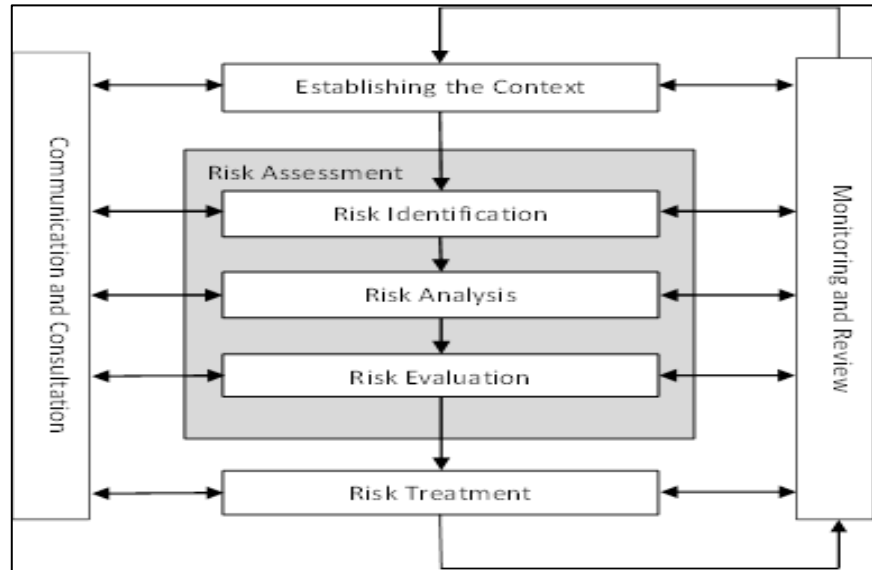 Establishing the Context
Communication and Consultation
Risk Assessment
Risk Identification
Risk Analysis
Risk Evaluation
Risk Treatment
Monitoring and Review